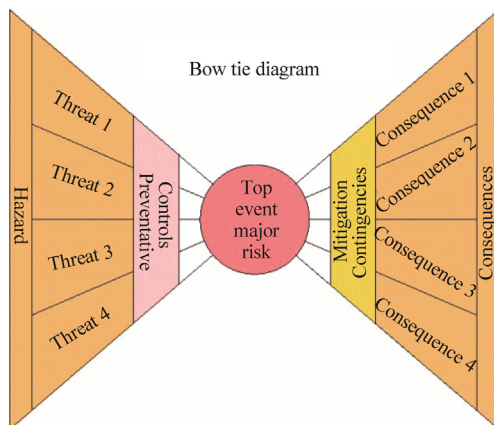 Bow tie diagram
Hazard
Threat 1
Threat 2
Threat 3
Threat 4
Controls
Preventative
Top
event
major
risk
Mitigation
Contingencies
Consequence 1
Consequence 2
Consequence 3
Consequence 4
Consequences